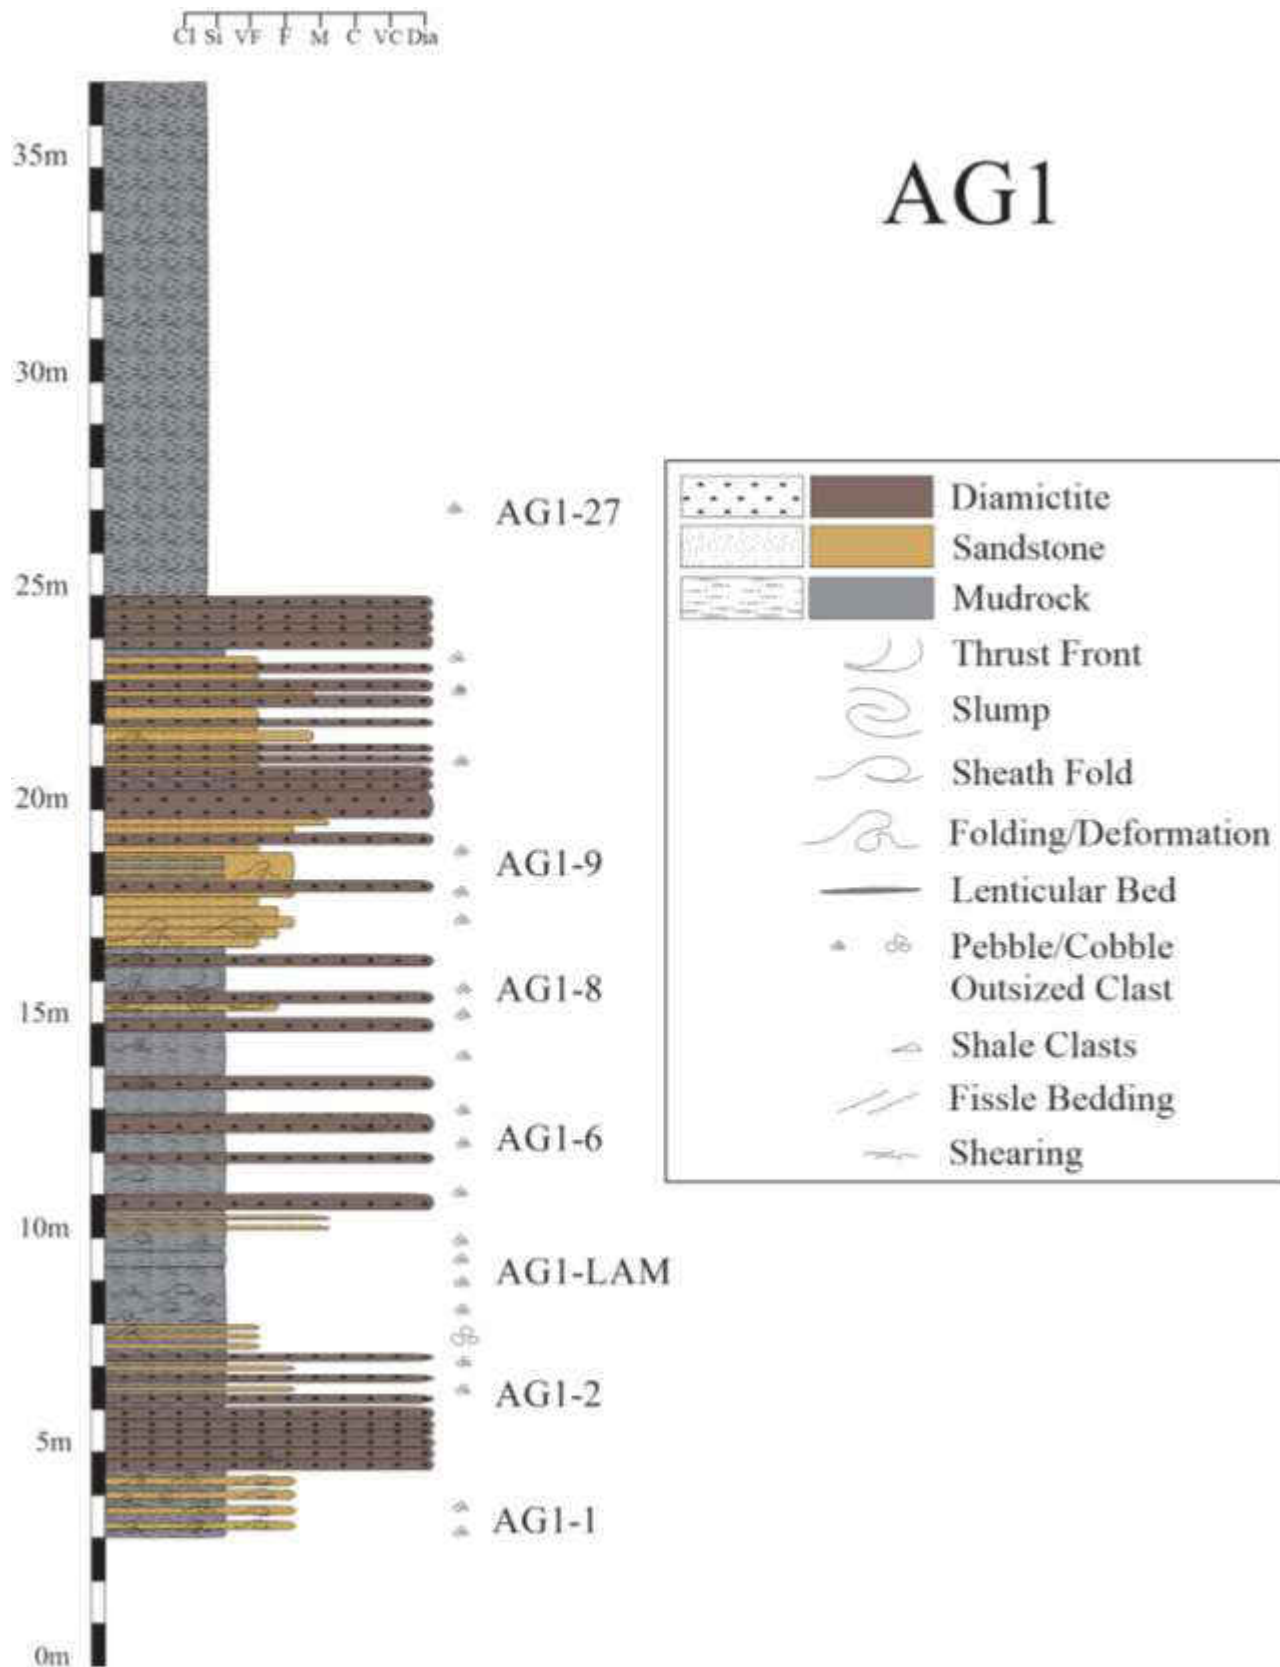 Cl Si VF F M C VC Dia
AG1
35m
30m
AG1-27
25m
20m
AG1-9
AG1-8
15m
AG1-6
10m
AG1-LAM
AG1-2
5m
AG1-1
0m
Diamictite
Sandstone
Mudrock
Thrust Front
Slump
Sheath Fold
Folding/Deformation
Lenticular Bed
Pebble/Cobble
Outsized Clast
Shale Clasts
Fissle Bedding
Shearing